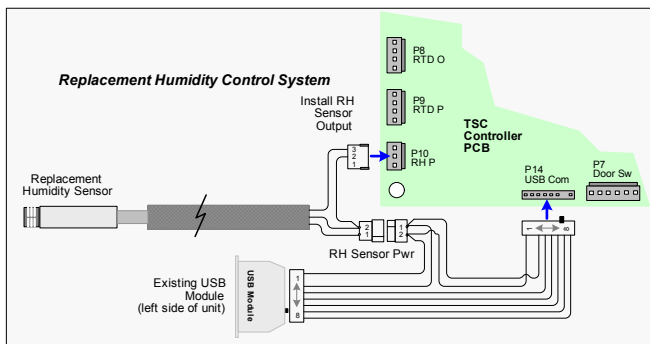 Replacement Humidity Control System
P8
RTD O
P9
RTD P
Install RH
Sensor
Output
3
2
1
P10
RH P
TSC
Controller
PCB
P14
USB Com
P7
Door Sw
Replacement
Humidity Sensor
2
1
2
1
RH Sensor Pwr
1
8
Existing USB
Module
(left side of unit)
USB Module
1
8